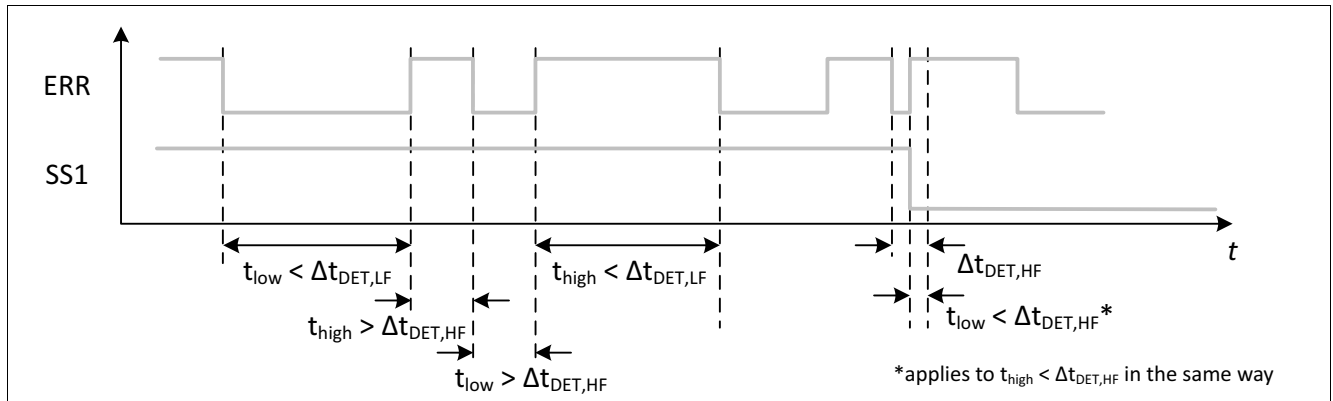 ERR
SS1
t
t_low < Δt_DET,LF
t_high < Δt_DET,LF
Δt_DET,HF
t_high > Δt_DET,HF
t_low < Δt_DET,HF*
t_low > Δt_DET,HF
*applies to t_high < Δt_DET,HF in the same way